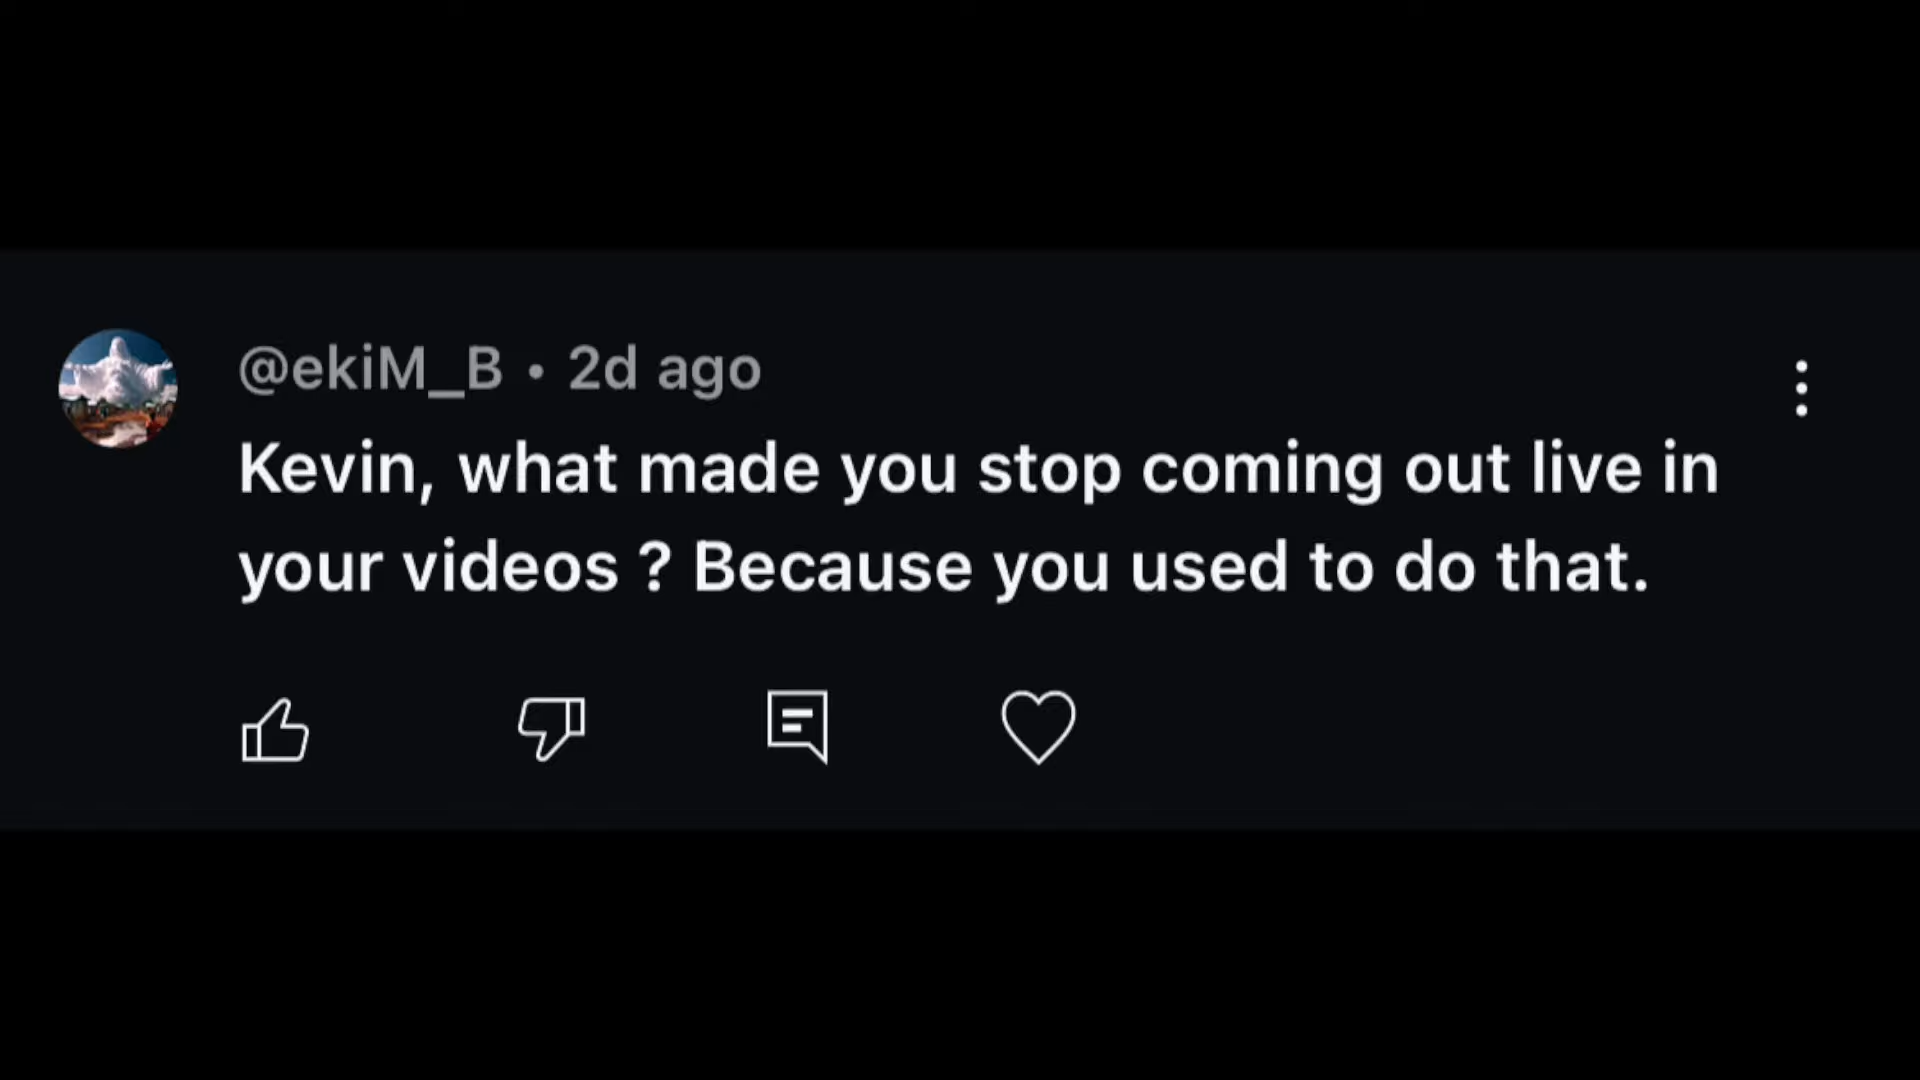 @ekiM_B • 2d ago
Kevin, what made you stop coming out live in
your videos ? Because you used to do that.